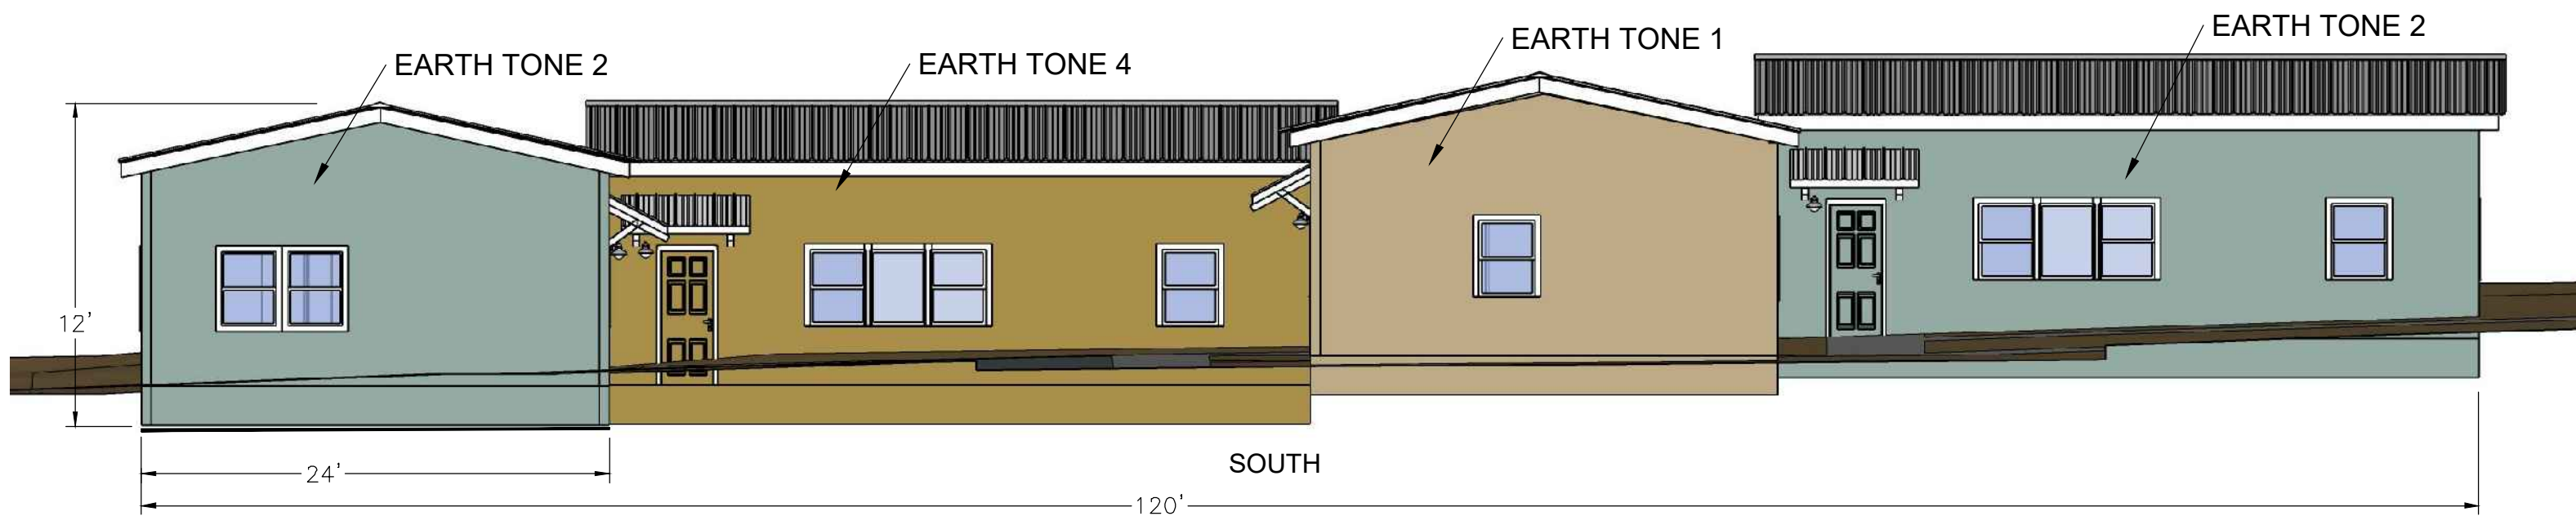 EARTH TONE 2
EARTH TONE 4
EARTH TONE 1
EARTH TONE 2
12'
24'
SOUTH
120'